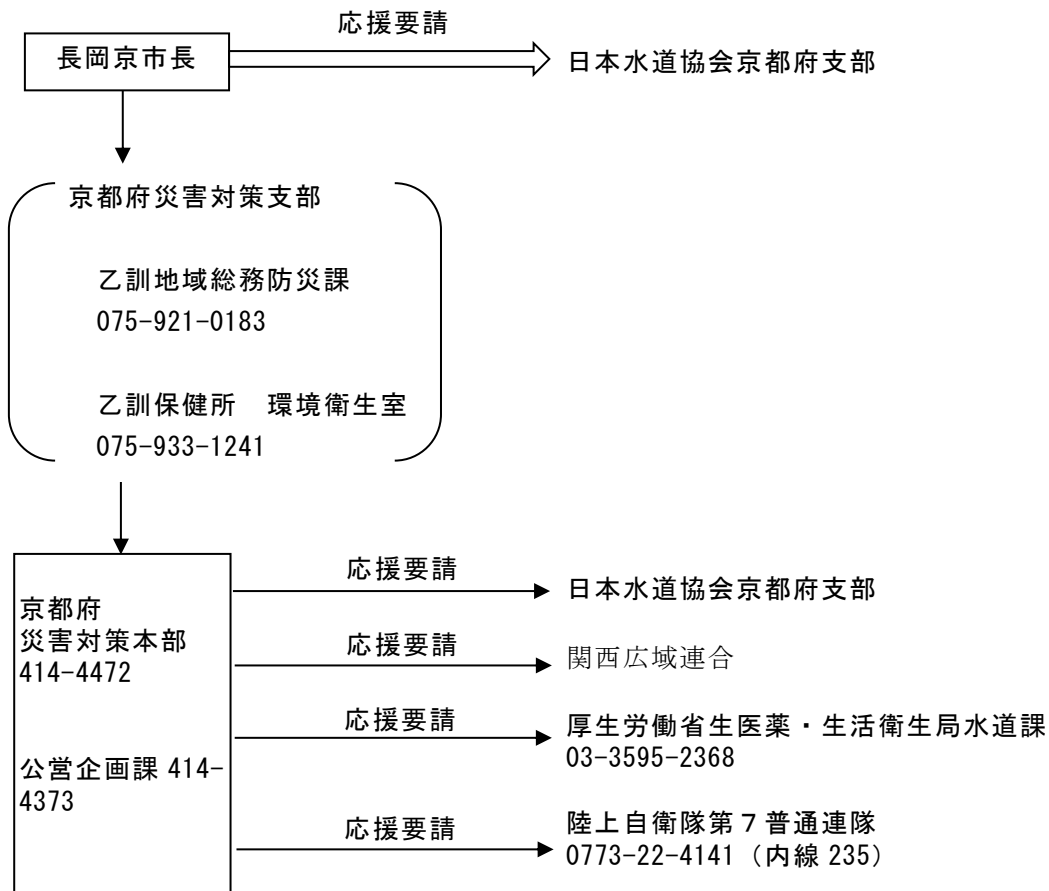 応援要請
長岡京市長
日本水道協会京都府支部
京都府災害対策支部
乙訓地域総務防災課
075-921-0183
乙訓保健所　環境衛生室
075-933-1241
京都府
災害対策本部
414-4472
公営企画課 414-
4373
応援要請
日本水道協会京都府支部
応援要請
関西広域連合
応援要請
厚生労働省生医薬・生活衛生局水道課
03-3595-2368
応援要請
陸上自衛隊第７普通連隊
0773-22-4141（内線 235）